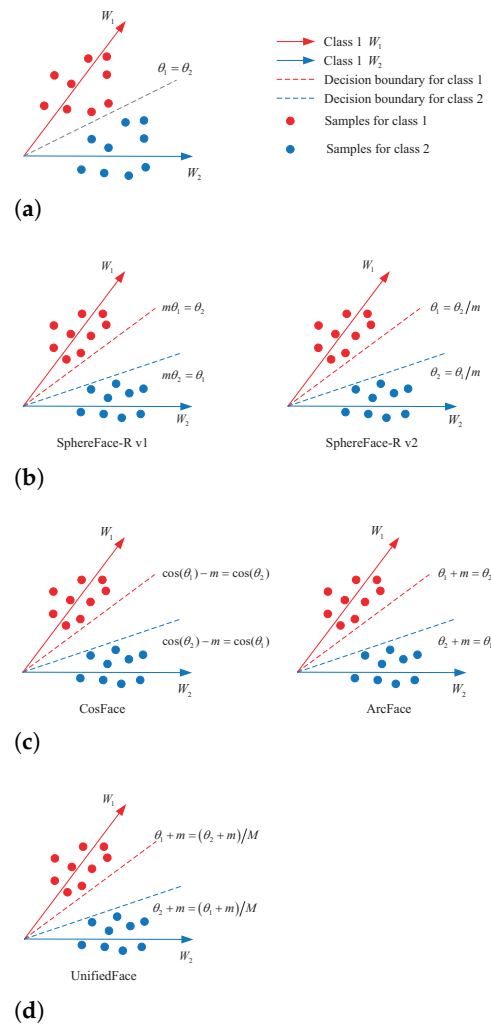 W₁
θ₁ = θ₂
W₂
Class 1 W₁
Class 1 W₂
Decision boundary for class 1
Decision boundary for class 2
Samples for class 1
Samples for class 2
(a)
W₁
mθ₁ = θ₂
mθ₂ = θ₁
W₂
SphereFace-R v1
W₁
θ₁ = θ₂/m
θ₂ = θ₁/m
W₂
SphereFace-R v2
(b)
W₁
cos(θ₁) − m = cos(θ₂)
cos(θ₂) − m = cos(θ₁)
W₂
CosFace
W₁
θ₁ + m = θ₂
θ₂ + m = θ₁
W₂
ArcFace
(c)
W₁
θ₁ + m = (θ₂ + m)/M
θ₂ + m = (θ₁ + m)/M
W₂
UnifiedFace
(d)